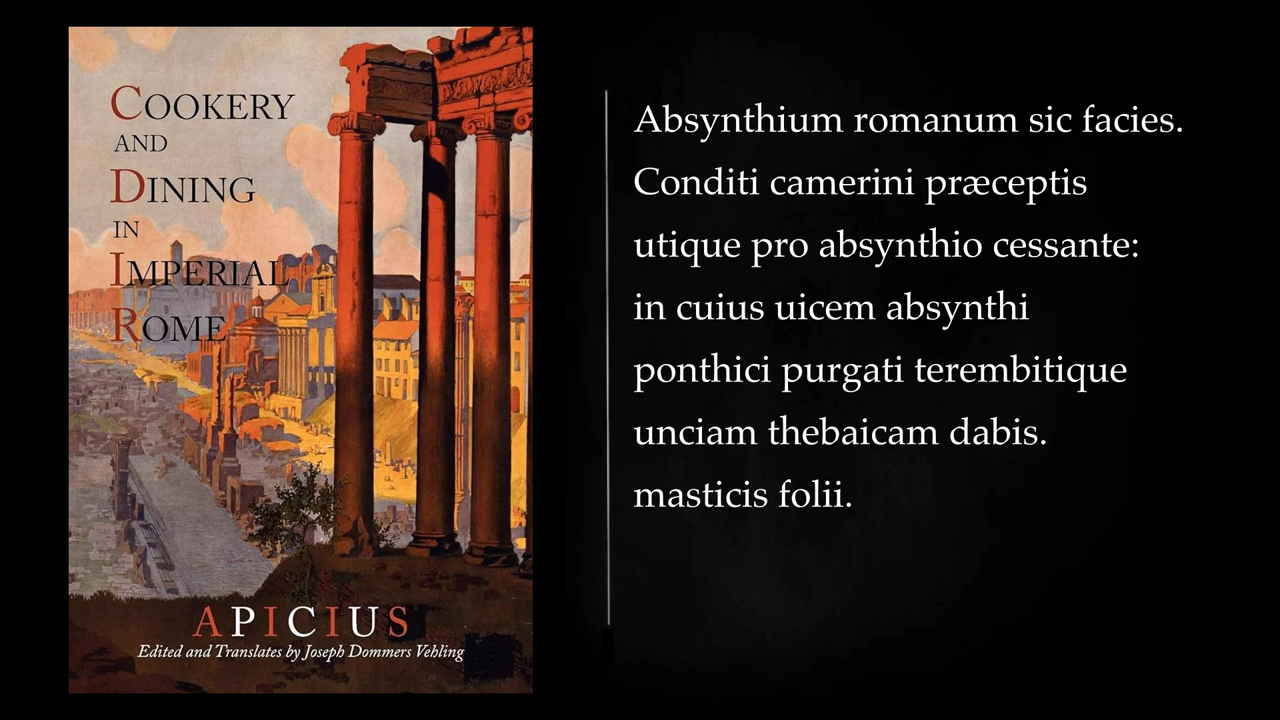 COOKERY
AND
DINING
IN
IMPERIAL
ROME
APICIUS
Edited and Translates by Joseph Dommers Vehling
Absynthium romanum sic facies.
Conditi camerini præceptis
utique pro absynthio cessante:
in cuius uicem absynthi
ponthici purgati terembitique
unciam thebaicam dabis.
masticis folii.